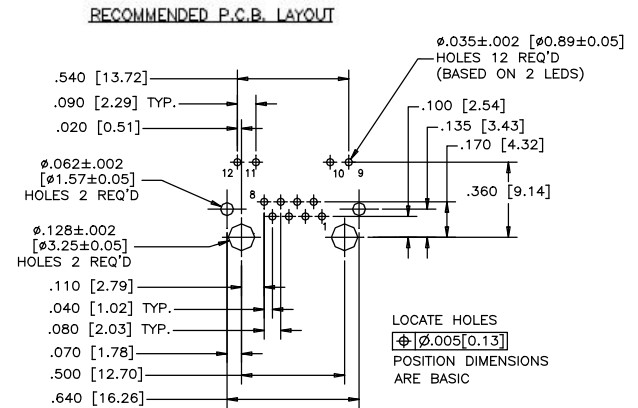 RECOMMENDED P.C.B. LAYOUT
ø.035±.002 [ø0.89±0.05]
HOLES 12 REQ'D
(BASED ON 2 LEDS)
.540 [13.72]
.090 [2.29] TYP.
.020 [0.51]
.100 [2.54]
.135 [3.43]
.170 [4.32]
ø.062±.002
[ø1.57±0.05]
HOLES 2 REQ'D
12 11 10 9
.360 [9.14]
8
1
ø.128±.002
[ø3.25±0.05]
HOLES 2 REQ'D
.110 [2.79]
.040 [1.02] TYP.
.080 [2.03] TYP.
.070 [1.78]
.500 [12.70]
.640 [16.26]
LOCATE HOLES
⌖ Ø.005[0.13]
POSITION DIMENSIONS
ARE BASIC